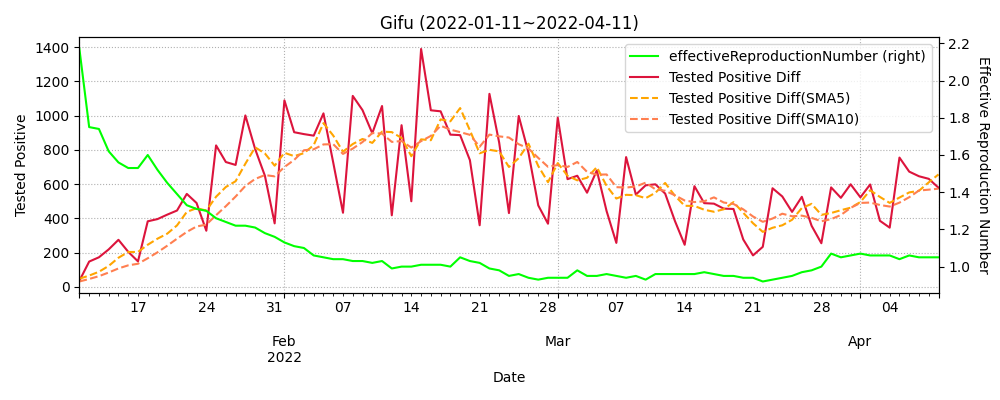 Gifu (2022-01-11~2022-04-11)
effectiveReproductionNumber (right)
Tested Positive Diff
Tested Positive Diff(SMA5)
Tested Positive Diff(SMA10)
Tested Positive
1400
1200
1000
800
600
400
200
0
2.2
2.0
1.8
1.6
1.4
1.2
1.0
Effective Reproduction Number
17 24 31 07 14 21 28 07 14 21 28 04
Feb Mar Apr
2022
Date